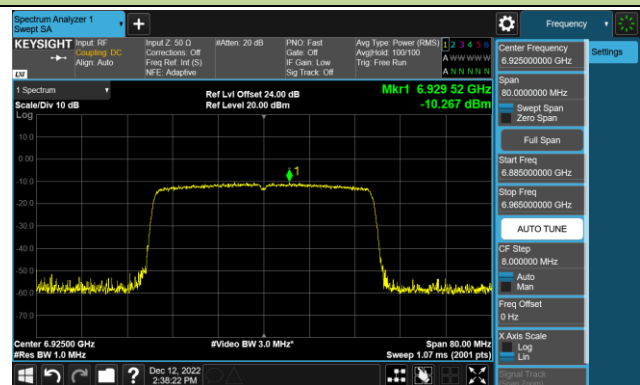 Spectrum Analyzer 1
Swept SA
Frequency
KEYSIGHT
Input: RF
Coupling: DC
Align: Auto
Input Z: 50 Ω
Corrections: Off
Freq Ref: Int (S)
NFE: Adaptive
#Atten: 20 dB
PNO: Fast
Gate: Off
IF Gain: Low
Sig Track: Off
Avg Type: Power (RMS)
Avg|Hold: 100/100
Trig: Free Run
1 2 3 4 5 6
A W W W W W
A N N N N N
LXI
1 Spectrum
Scale/Div 10 dB
Log
Ref Lvl Offset 24.00 dB
Ref Level 20.00 dBm
Mkr1 6.929 52 GHz
-10.267 dBm
10.0
0.00
-10.0
-20.0
-30.0
-40.0
-50.0
-60.0
-70.0
1
Center 6.92500 GHz
#Res BW 1.0 MHz
#Video BW 3.0 MHz*
Span 80.00 MHz
Sweep 1.07 ms (2001 pts)
Dec 12, 2022
2:38:22 PM
Center Frequency
6.925000000 GHz
Settings
Span
80.0000000 MHz
Swept Span
Zero Span
Full Span
Start Freq
6.885000000 GHz
Stop Freq
6.965000000 GHz
AUTO TUNE
CF Step
8.000000 MHz
Auto
Man
Freq Offset
0 Hz
X Axis Scale
Log
Lin
Signal Track